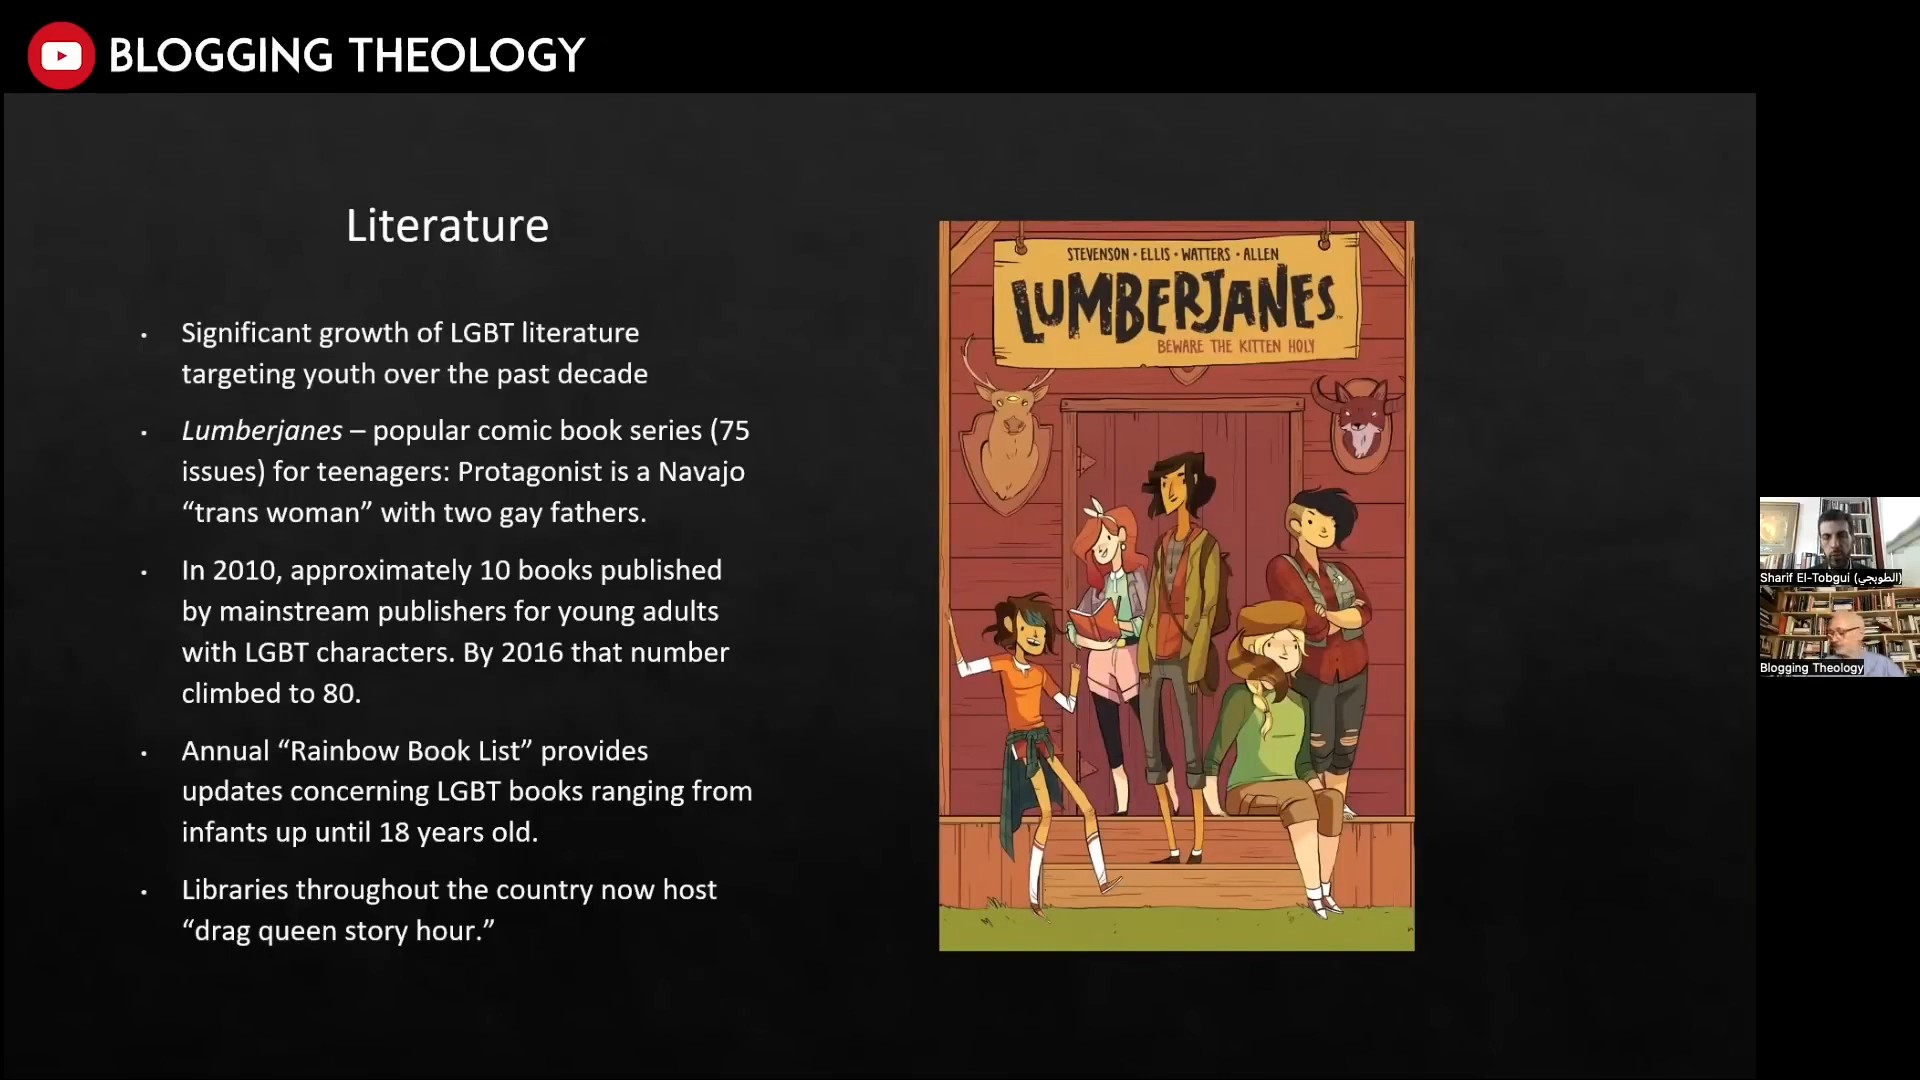 BLOGGING THEOLOGY
Literature
• Significant growth of LGBT literature
targeting youth over the past decade
• Lumberjanes – popular comic book series (75
issues) for teenagers: Protagonist is a Navajo
“trans woman” with two gay fathers.
• In 2010, approximately 10 books published
by mainstream publishers for young adults
with LGBT characters. By 2016 that number
climbed to 80.
• Annual “Rainbow Book List” provides
updates concerning LGBT books ranging from
infants up until 18 years old.
• Libraries throughout the country now host
“drag queen story hour.”
STEVENSON • ELLIS • WATTERS • ALLEN
LUMBERJANES™
BEWARE THE KITTEN HOLY
Sharif El-Tobgui (الطوبجي)
Blogging Theology